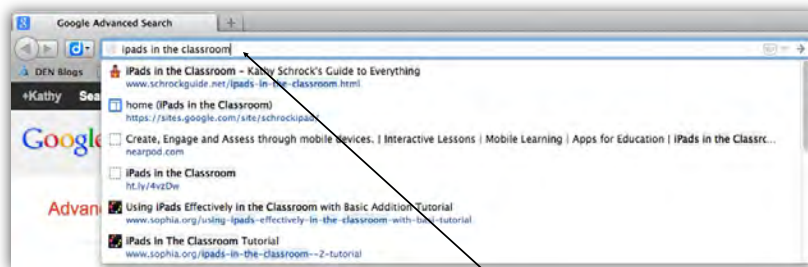 Google Advanced Search
ipads in the classroom
DEN Blogs
iPads in the Classroom – Kathy Schrock's Guide to Everything
www.schrockguide.net/ipads-in-the-classroom.html
+Kathy Sea
home (iPads in the Classroom)
https://sites.google.com/site/schrockipad/
Google
Create, Engage and Assess through mobile devices. | Interactive Lessons | Mobile Learning | Apps for Education | iPads in the Classrc...
nearpod.com
iPads in the Classroom
ht.ly/4vzDw
Advan
Using iPads Effectively in the Classroom with Basic Addition Tutorial
www.sophia.org/using-ipads-effectively-in-the-classroom-with-basi-tutorial
iPads In The Classroom Tutorial
www.sophia.org/ipads-in-the-classroom--2-tutorial